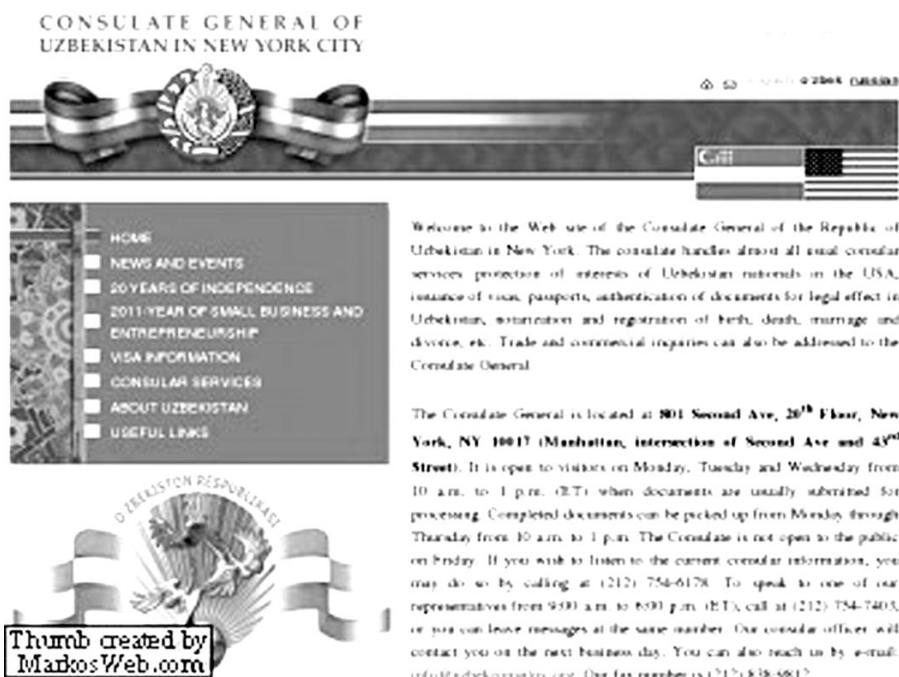 CONSULATE GENERAL OF
UZBEKISTAN IN NEW YORK CITY
o'zbek russian
HOME
NEWS AND EVENTS
20 YEARS OF INDEPENDENCE
2011-YEAR OF SMALL BUSINESS AND
ENTREPRENEURSHIP
VISA INFORMATION
CONSULAR SERVICES
ABOUT UZBEKISTAN
USEFUL LINKS
O'ZBEKISTON RESPUBLIKASI
Welcome to the Web site of the Consulate General of the Republic of
Uzbekistan in New York. The consulate handles almost all usual consular
services: protection of interests of Uzbekistan nationals in the USA,
issuance of visas, passports, authentication of documents for legal effect in
Uzbekistan, notarization and registration of birth, death, marriage and
divorce, etc. Trade and commercial inquiries can also be addressed to the
Consulate General.
The Consulate General is located at 801 Second Ave, 20th Floor, New
York, NY 10017 (Manhattan, intersection of Second Ave and 43rd
Street). It is open to visitors on Monday, Tuesday and Wednesday from
10 a.m. to 1 p.m. (ET) when documents are usually submitted for
processing. Completed documents can be picked up from Monday through
Thursday from 10 a.m. to 1 p.m. The Consulate is not open to the public
on Friday. If you wish to listen to the current consular information, you
may do so by calling at (212) 754-6178. To speak to one of our
representatives from 9:00 a.m. to 6:00 p.m. (ET), call at (212) 754-7403,
or you can leave messages at the same number. Our consular officer will
contact you on the next business day. You can also reach us by e-mail:
Our fax number is (212) 838-9812
Thumb created by
MarkosWeb.com